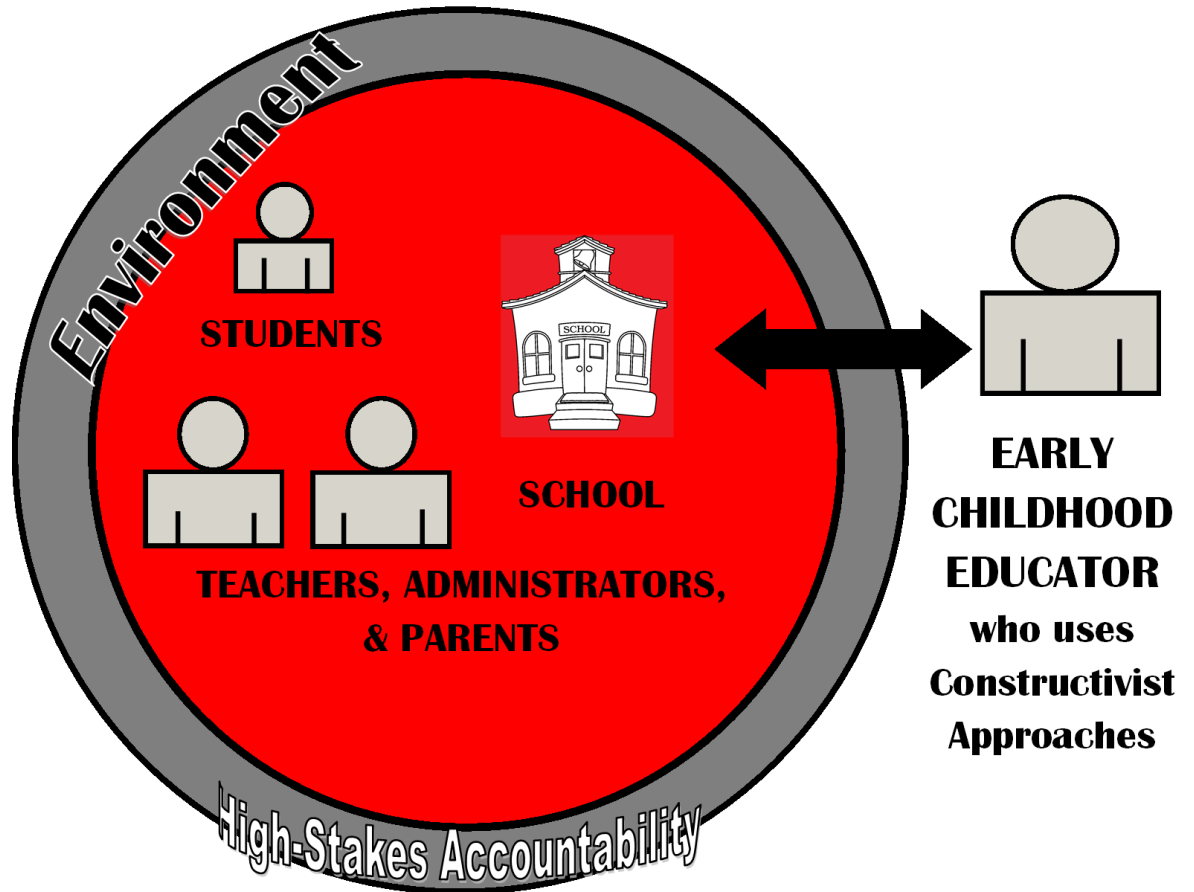 Environment
STUDENTS
SCHOOL
SCHOOL
TEACHERS, ADMINISTRATORS,
& PARENTS
High-Stakes Accountability
EARLY
CHILDHOOD
EDUCATOR
who uses
Constructivist
Approaches